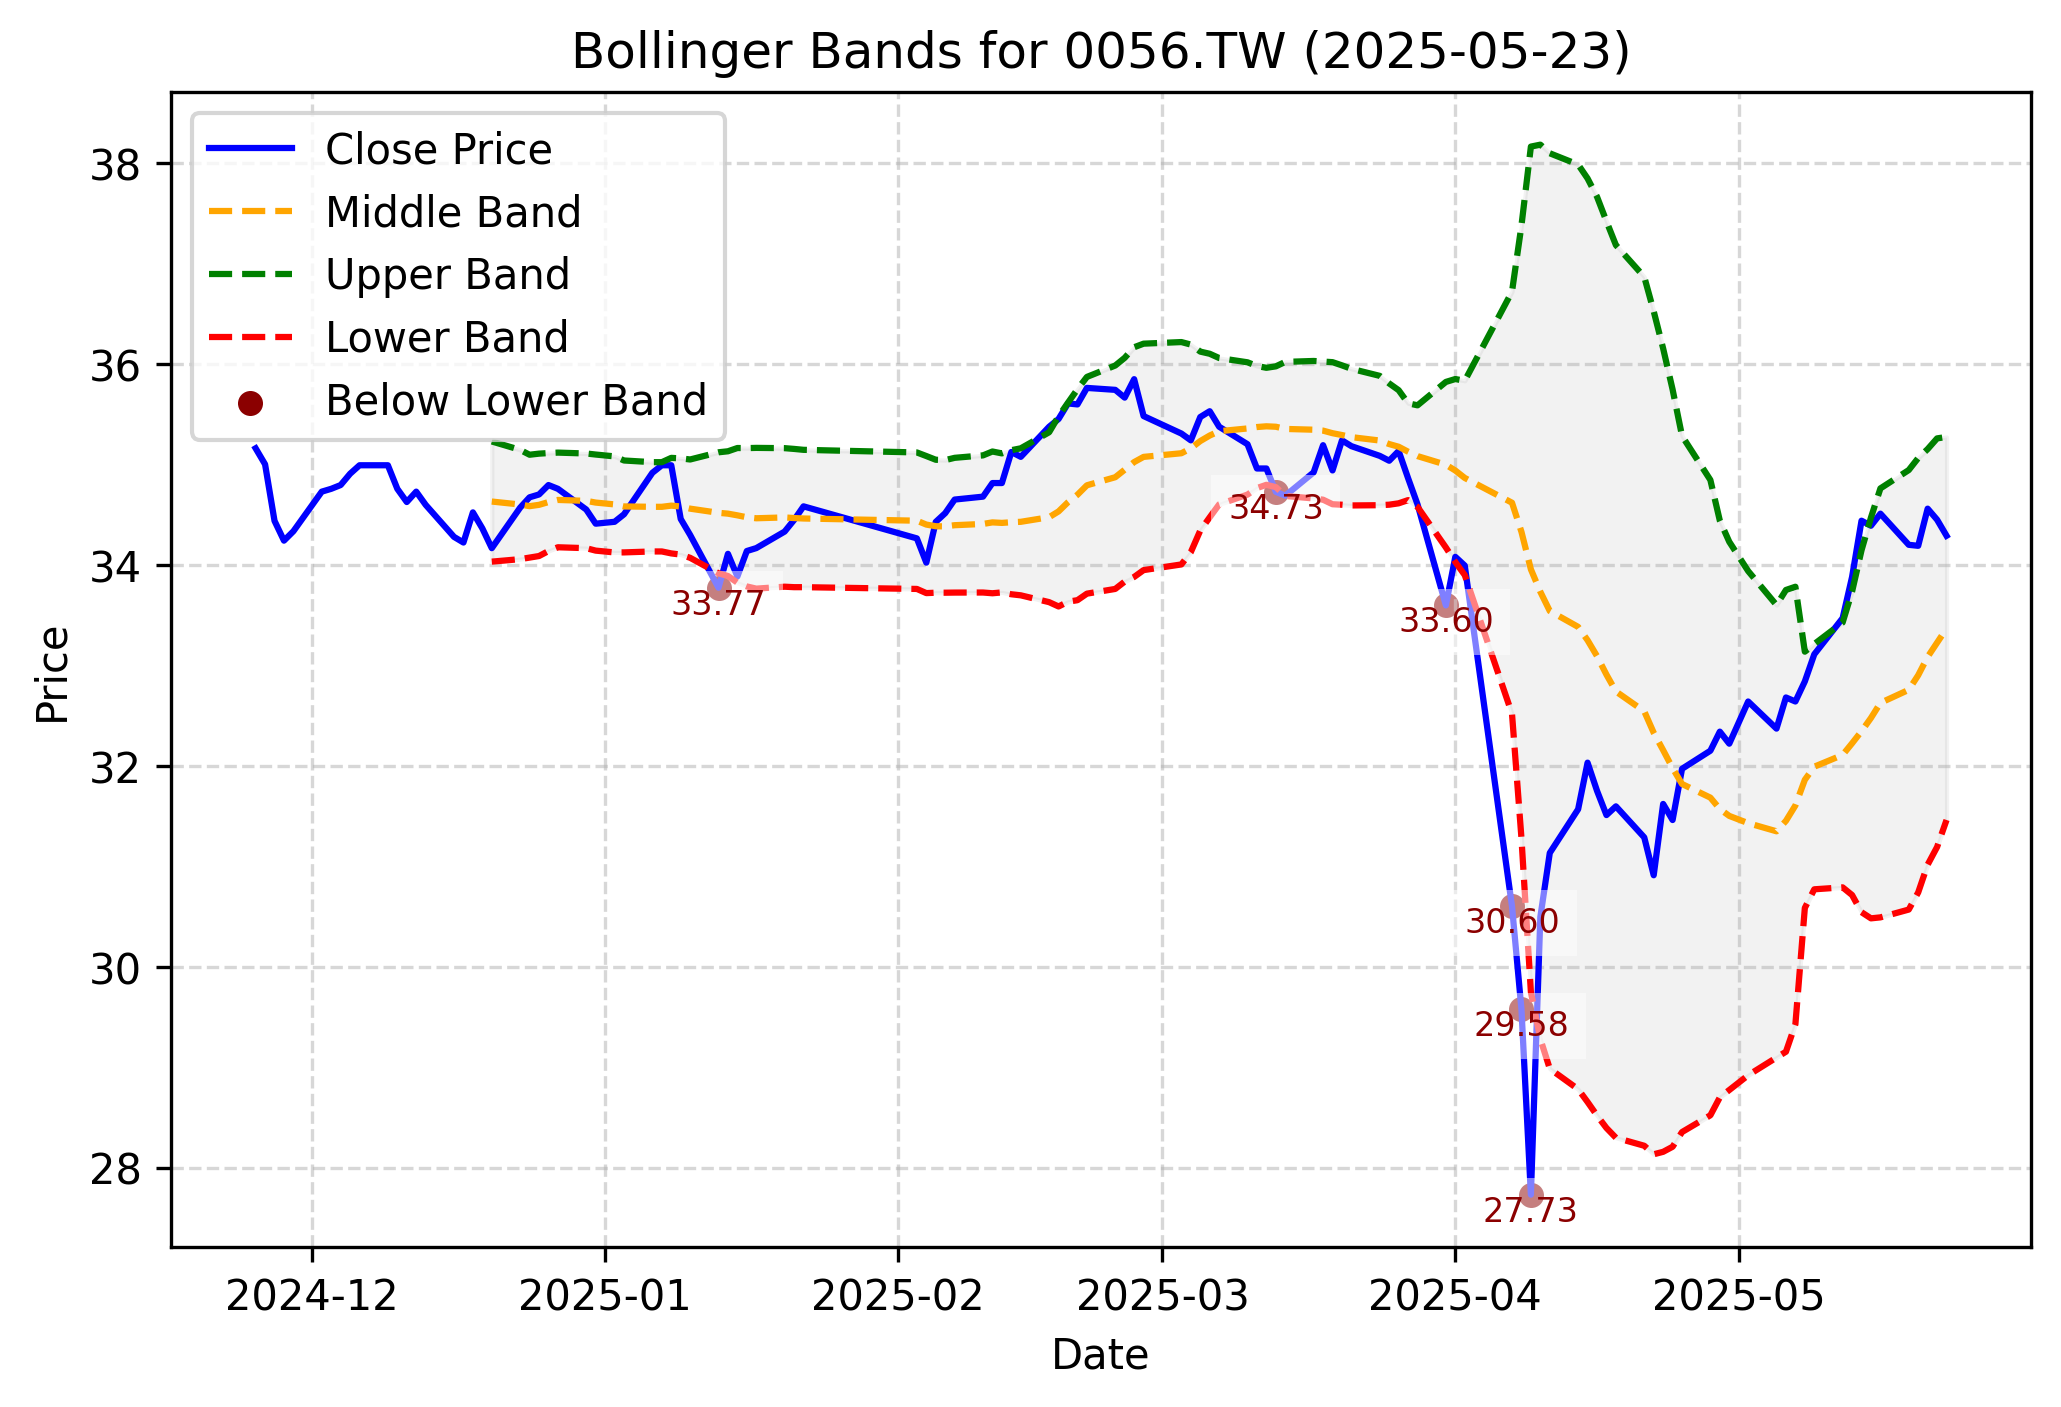 Bollinger Bands for 0056.TW (2025-05-23)
Close Price
Middle Band
Upper Band
Lower Band
Below Lower Band
38
36
34
32
30
28
Price
33.77
34.73
33.60
30.60
29.58
27.73
2024-12
2025-01
2025-02
2025-03
2025-04
2025-05
Date